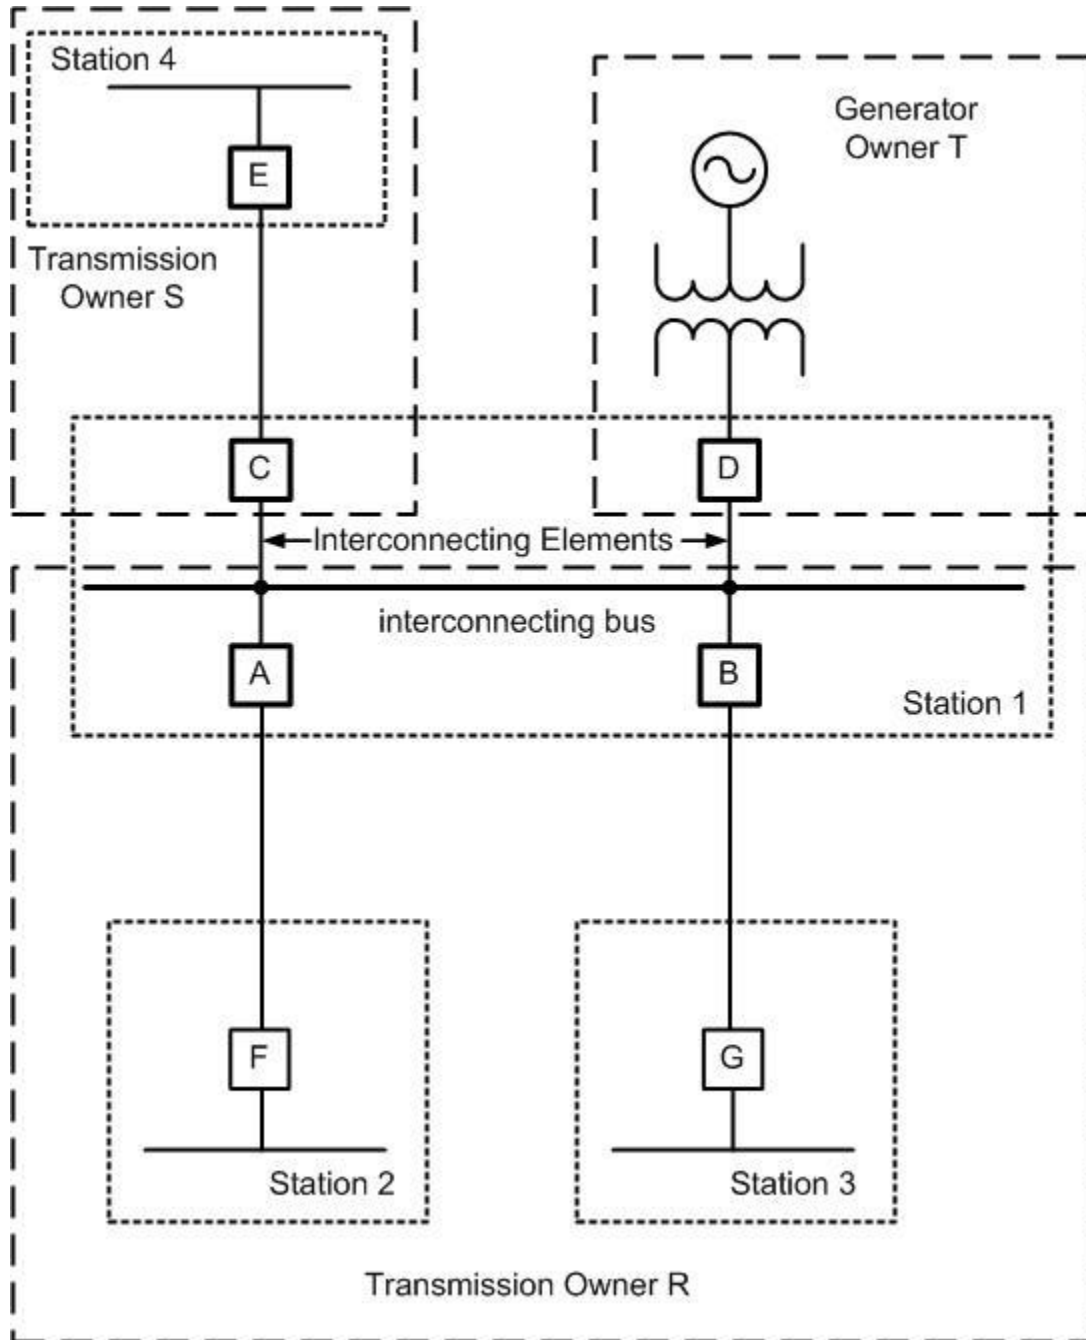 Station 4
E
Transmission
Owner S
Generator
Owner T
C
D
Interconnecting Elements
interconnecting bus
A
B
Station 1
F
G
Station 2
Station 3
Transmission Owner R